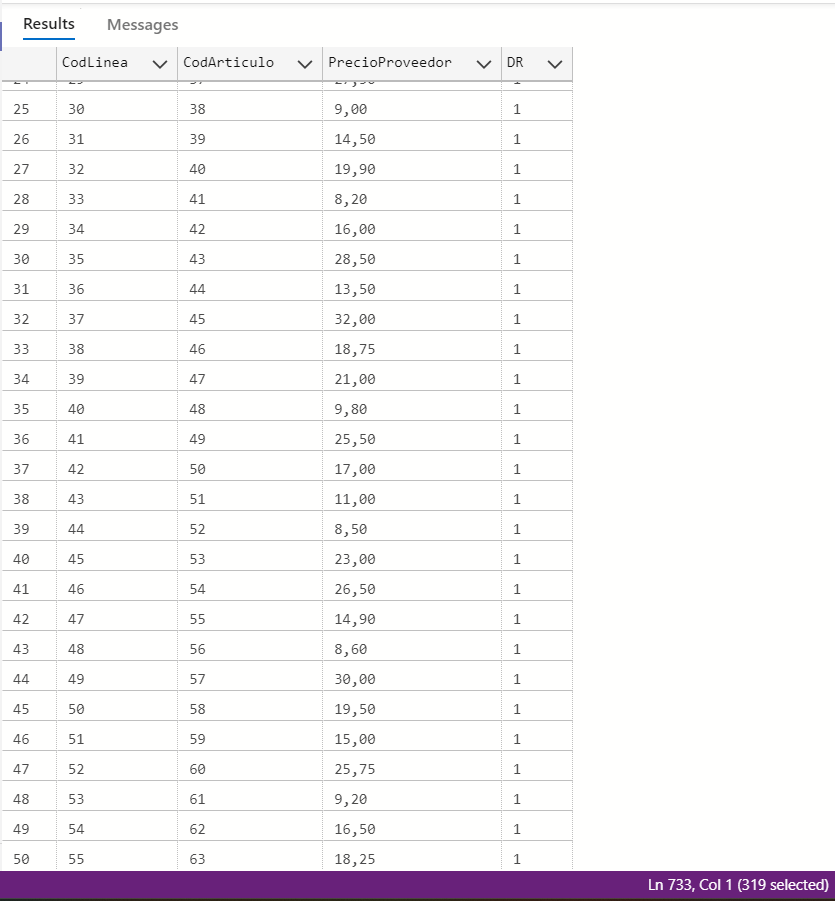 Results Messages
CodLinea CodArticulo PrecioProveedor DR
25 30 38 9,00 1
26 31 39 14,50 1
27 32 40 19,90 1
28 33 41 8,20 1
29 34 42 16,00 1
30 35 43 28,50 1
31 36 44 13,50 1
32 37 45 32,00 1
33 38 46 18,75 1
34 39 47 21,00 1
35 40 48 9,80 1
36 41 49 25,50 1
37 42 50 17,00 1
38 43 51 11,00 1
39 44 52 8,50 1
40 45 53 23,00 1
41 46 54 26,50 1
42 47 55 14,90 1
43 48 56 8,60 1
44 49 57 30,00 1
45 50 58 19,50 1
46 51 59 15,00 1
47 52 60 25,75 1
48 53 61 9,20 1
49 54 62 16,50 1
50 55 63 18,25 1
Ln 733, Col 1 (319 selected)